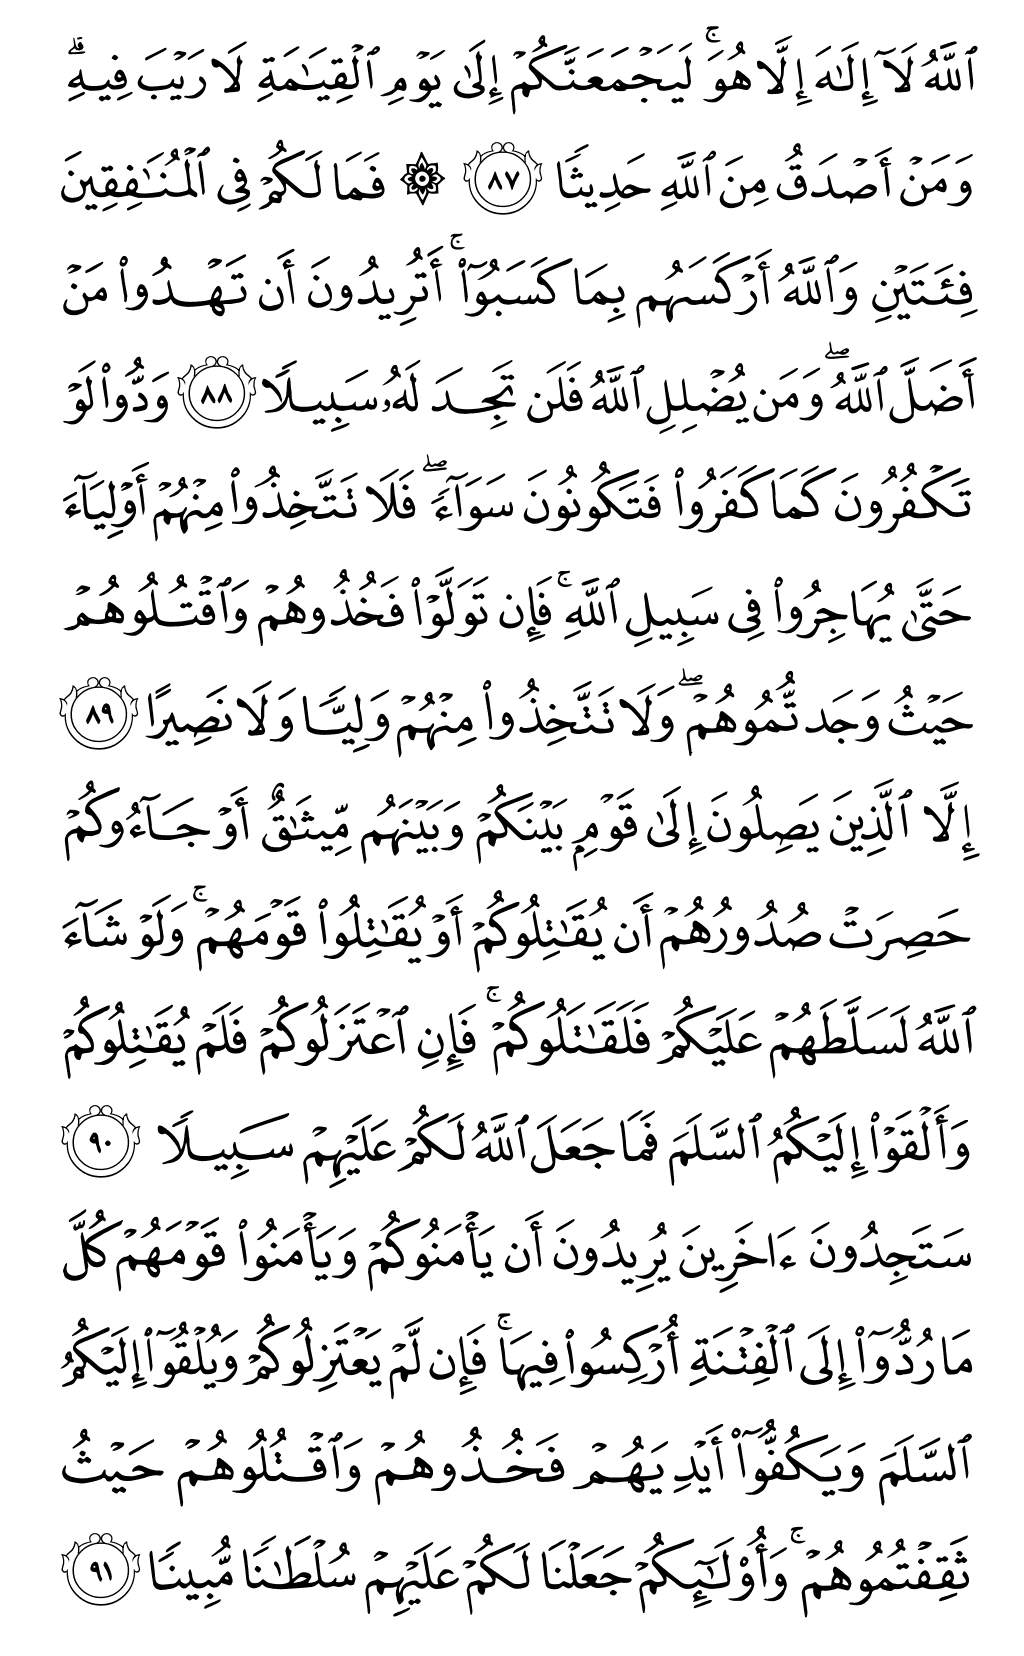 ٱللَّهُ لَآ إِلَـٰهَ إِلَّا هُوَ ۚ لَيَجْمَعَنَّكُمْ إِلَىٰ يَوْمِ ٱلْقِيَـٰمَةِ لَا رَيْبَ فِيهِ ۗ
وَمَنْ أَصْدَقُ مِنَ ٱللَّهِ حَدِيثًا ٨٧ ۞ فَمَا لَكُمْ فِى ٱلْمُنَـٰفِقِينَ
فِئَتَيْنِ وَٱللَّهُ أَرْكَسَهُم بِمَا كَسَبُوٓا۟ ۚ أَتُرِيدُونَ أَن تَهْدُوا۟ مَنْ
أَضَلَّ ٱللَّهُ ۖ وَمَن يُضْلِلِ ٱللَّهُ فَلَن تَجِدَ لَهُۥ سَبِيلًا ٨٨ وَدُّوا۟ لَوْ
تَكْفُرُونَ كَمَا كَفَرُوا۟ فَتَكُونُونَ سَوَآءً ۖ فَلَا تَتَّخِذُوا۟ مِنْهُمْ أَوْلِيَآءَ
حَتَّىٰ يُهَاجِرُوا۟ فِى سَبِيلِ ٱللَّهِ ۚ فَإِن تَوَلَّوْا۟ فَخُذُوهُمْ وَٱقْتُلُوهُمْ
حَيْثُ وَجَدتُّمُوهُمْ ۖ وَلَا تَتَّخِذُوا۟ مِنْهُمْ وَلِيًّا وَلَا نَصِيرًا ٨٩
إِلَّا ٱلَّذِينَ يَصِلُونَ إِلَىٰ قَوْمٍۭ بَيْنَكُمْ وَبَيْنَهُم مِّيثَـٰقٌ أَوْ جَآءُوكُمْ
حَصِرَتْ صُدُورُهُمْ أَن يُقَـٰتِلُوكُمْ أَوْ يُقَـٰتِلُوا۟ قَوْمَهُمْ ۚ وَلَوْ شَآءَ
ٱللَّهُ لَسَلَّطَهُمْ عَلَيْكُمْ فَلَقَـٰتَلُوكُمْ ۚ فَإِنِ ٱعْتَزَلُوكُمْ فَلَمْ يُقَـٰتِلُوكُمْ
وَأَلْقَوْا۟ إِلَيْكُمُ ٱلسَّلَمَ فَمَا جَعَلَ ٱللَّهُ لَكُمْ عَلَيْهِمْ سَبِيلًا ٩٠
سَتَجِدُونَ ءَاخَرِينَ يُرِيدُونَ أَن يَأْمَنُوكُمْ وَيَأْمَنُوا۟ قَوْمَهُمْ كُلَّ
مَا رُدُّوٓا۟ إِلَى ٱلْفِتْنَةِ أُرْكِسُوا۟ فِيهَا ۚ فَإِن لَّمْ يَعْتَزِلُوكُمْ وَيُلْقُوٓا۟ إِلَيْكُمُ
ٱلسَّلَمَ وَيَكُفُّوٓا۟ أَيْدِيَهُمْ فَخُذُوهُمْ وَٱقْتُلُوهُمْ حَيْثُ
ثَقِفْتُمُوهُمْ ۚ وَأُو۟لَـٰٓئِكُمْ جَعَلْنَا لَكُمْ عَلَيْهِمْ سُلْطَـٰنًا مُّبِينًا ٩١